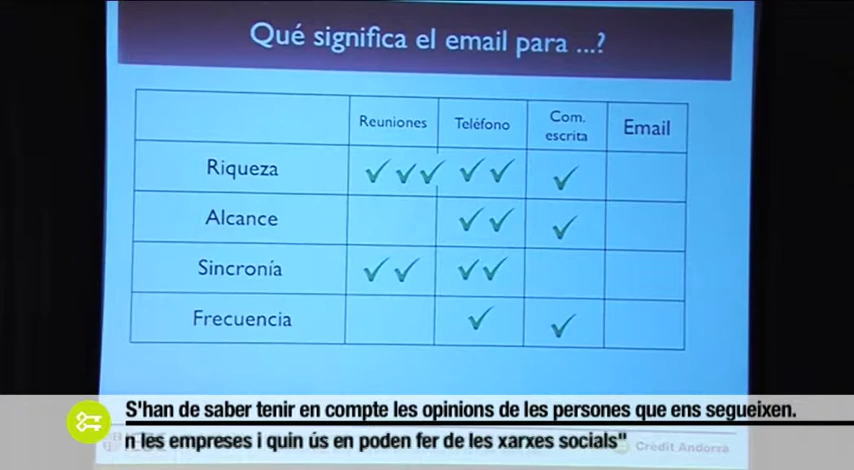 Qué significa el email para ...?
Reuniones Teléfono Com. escrita Email
Riqueza ✓ ✓ ✓ ✓ ✓ ✓
Alcance ✓ ✓ ✓
Sincronía ✓ ✓ ✓ ✓
Frecuencia ✓ ✓
S'han de saber tenir en compte les opinions de les persones que ens segueixen.
n les empreses i quin ús en poden fer de les xarxes socials"
Crèdit Andorrà